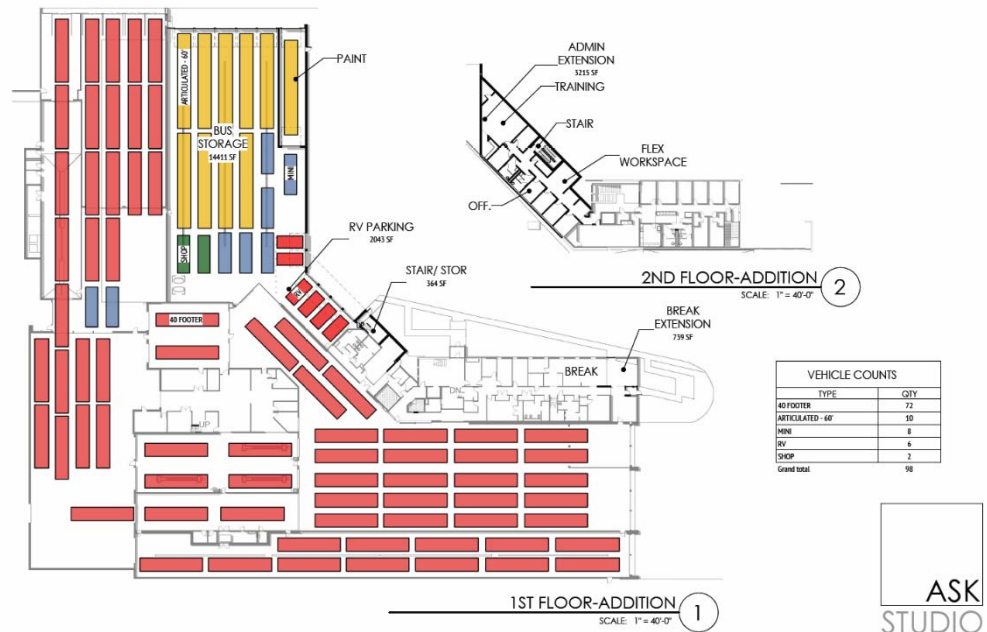 ARTICULATED - 60'
PAINT
BUS
STORAGE
14411 SF
MINI
SHOP
RV PARKING
2043 SF
RV
STAIR/ STOR
364 SF
40 FOOTER
UP
UP
DN
BREAK
BREAK
EXTENSION
739 SF
1ST FLOOR-ADDITION
SCALE: 1" = 40'-0"
1
ADMIN
EXTENSION
3215 SF
TRAINING
STAIR
FLEX
WORKSPACE
OFF.
2ND FLOOR-ADDITION
SCALE: 1" = 40'-0"
2
VEHICLE COUNTS
TYPE QTY
40 FOOTER 72
ARTICULATED - 60' 10
MINI 8
RV 6
SHOP 2
Grand total 98
ASK
STUDIO